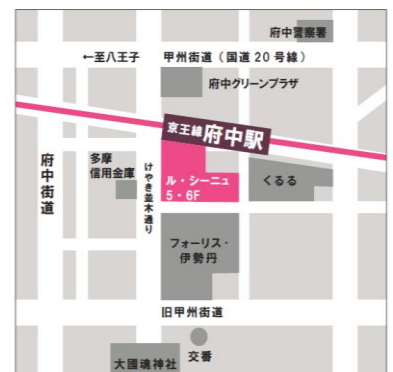 府中警察署
←至八王子　甲州街道（国道20号線）
府中グリーンプラザ
京王線府中駅
府中街道
多摩
信用金庫
けやき並木通り
ル・シーニュ
5・6F
くるる
フォーリス・
伊勢丹
旧甲州街道
交番
大國魂神社